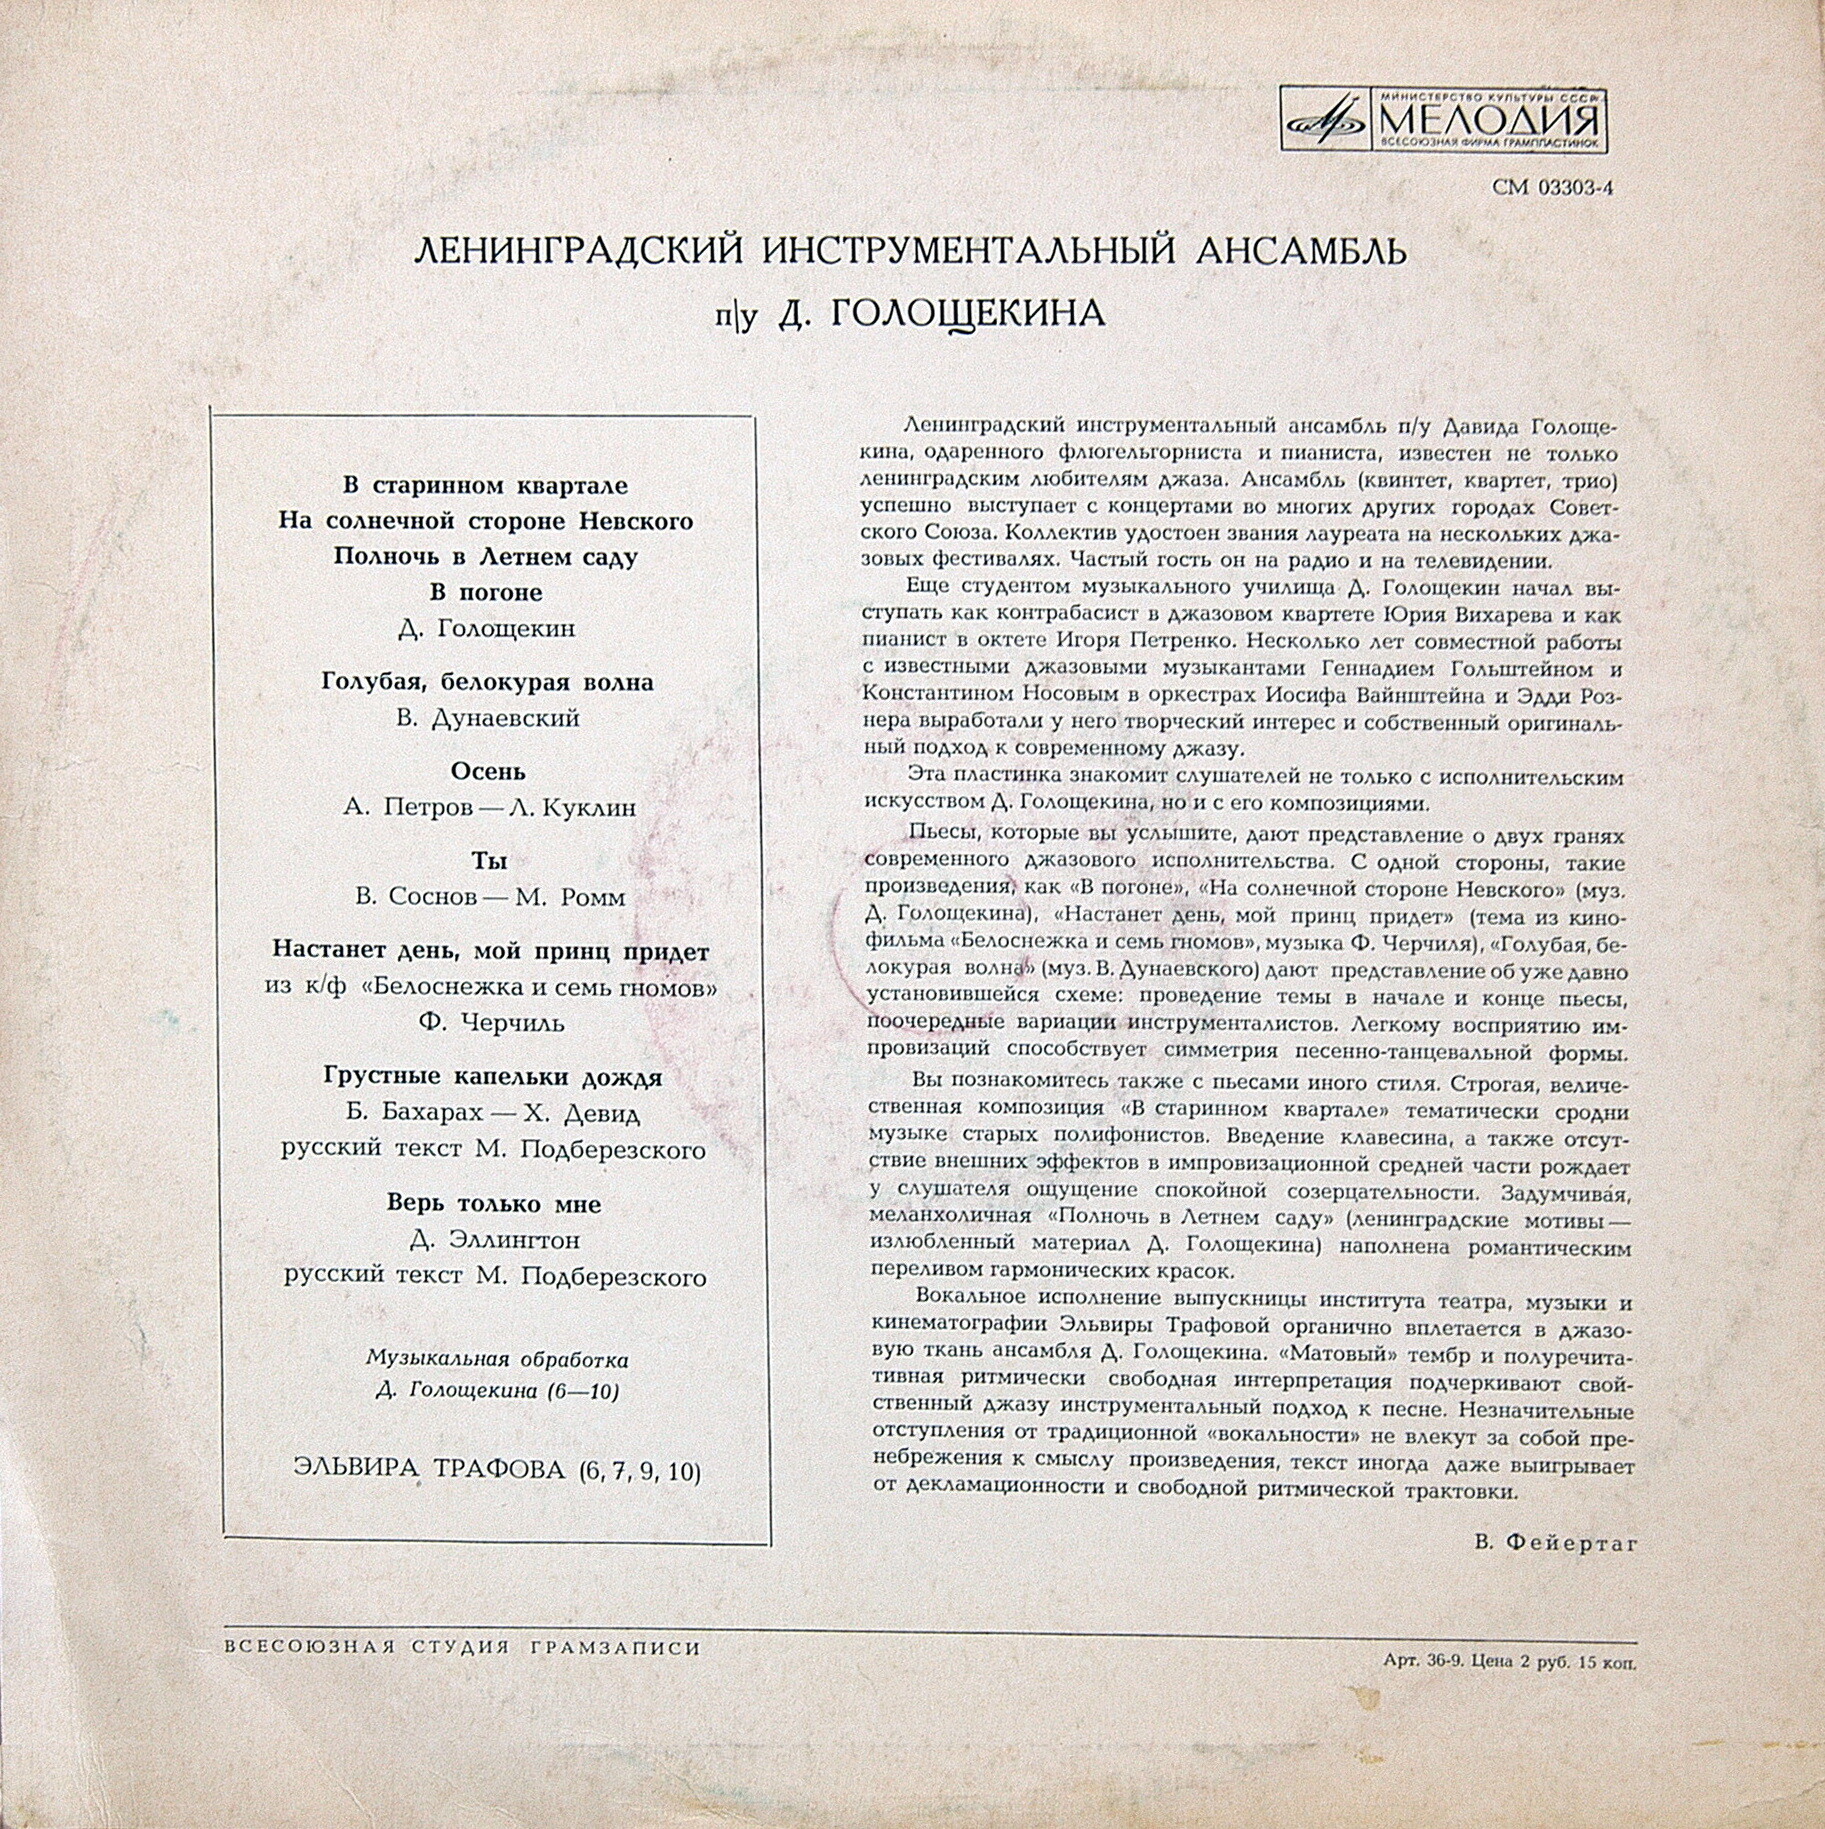 МИНИСТЕРСТВО КУЛЬТУРЫ СССР
МЕЛОДИЯ
ВСЕСОЮЗНАЯ ФИРМА ГРАМПЛАСТИНОК
СМ 03303-4
ЛЕНИНГРАДСКИЙ ИНСТРУМЕНТАЛЬНЫЙ АНСАМБЛЬ
п/у Д. ГОЛОЩЕКИНА
В старинном квартале
На солнечной стороне Невского
Полночь в Летнем саду
В погоне
Д. Голощекин
Голубая, белокурая волна
В. Дунаевский
Осень
А. Петров — Л. Куклин
Ты
В. Соснов — М. Ромм
Настанет день, мой принц придет
из к/ф «Белоснежка и семь гномов»
Ф. Черчиль
Грустные капельки дождя
Б. Бахарах — Х. Девид
русский текст М. Подберезского
Верь только мне
Д. Эллингтон
русский текст М. Подберезского
Музыкальная обработка
Д. Голощекина (6—10)
ЭЛЬВИРА ТРАФОВА (6, 7, 9, 10)
Ленинградский инструментальный ансамбль п/у Давида Голоще-
кина, одаренного флюгельгорниста и пианиста, известен не только
ленинградским любителям джаза. Ансамбль (квинтет, квартет, трио)
успешно выступает с концертами во многих других городах Совет-
ского Союза. Коллектив удостоен звания лауреата на нескольких джа-
зовых фестивалях. Частый гость он на радио и на телевидении.
Еще студентом музыкального училища Д. Голощекин начал вы-
ступать как контрабасист в джазовом квартете Юрия Вихарева и как
пианист в октете Игоря Петренко. Несколько лет совместной работы
с известными джазовыми музыкантами Геннадием Гольштейном и
Константином Носовым в оркестрах Иосифа Вайнштейна и Эдди Роз-
нера выработали у него творческий интерес и собственный оригиналь-
ный подход к современному джазу.
Эта пластинка знакомит слушателей не только с исполнительским
искусством Д. Голощекина, но и с его композициями.
Пьесы, которые вы услышите, дают представление о двух гранях
современного джазового исполнительства. С одной стороны, такие
произведения, как «В погоне», «На солнечной стороне Невского» (муз.
Д. Голощекина), «Настанет день, мой принц придет» (тема из кино-
фильма «Белоснежка и семь гномов», музыка Ф. Черчиля), «Голубая, бе-
локурая волна» (муз. В. Дунаевского) дают представление об уже давно
установившейся схеме: проведение темы в начале и конце пьесы,
поочередные вариации инструменталистов. Легкому восприятию им-
провизаций способствует симметрия песенно-танцевальной формы.
Вы познакомитесь также с пьесами иного стиля. Строгая, величе-
ственная композиция «В старинном квартале» тематически сродни
музыке старых полифонистов. Введение клавесина, а также отсут-
ствие внешних эффектов в импровизационной средней части рождает
у слушателя ощущение спокойной созерцательности. Задумчивая,
меланхоличная «Полночь в Летнем саду» (ленинградские мотивы —
излюбленный материал Д. Голощекина) наполнена романтическим
переливом гармонических красок.
Вокальное исполнение выпускницы института театра, музыки и
кинематографии Эльвиры Трафовой органично вплетается в джазо-
вую ткань ансамбля Д. Голощекина. «Матовый» тембр и полуречита-
тивная ритмически свободная интерпретация подчеркивают свой-
ственный джазу инструментальный подход к песне. Незначительные
отступления от традиционной «вокальности» не влекут за собой пре-
небрежения к смыслу произведения, текст иногда даже выигрывает
от декламационности и свободной ритмической трактовки.
В. Фейертаг
ВСЕСОЮЗНАЯ СТУДИЯ ГРАМЗАПИСИ
Арт. 36-9. Цена 2 руб. 15 коп.